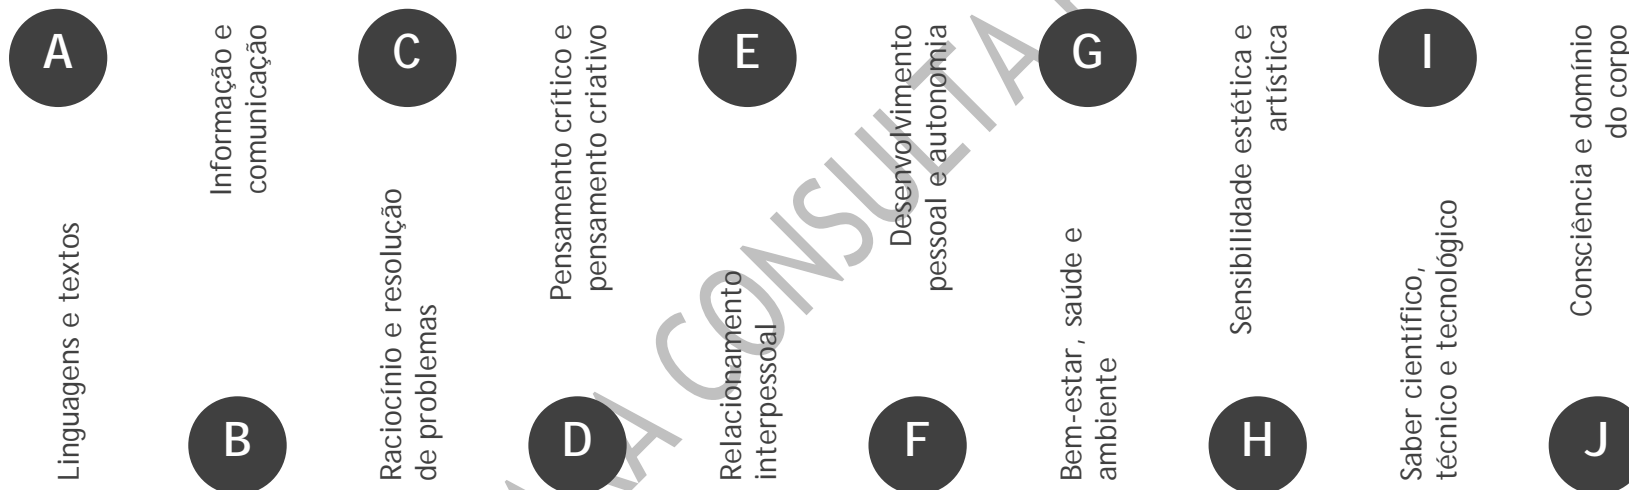 A
Linguagens e textos
Informação e
comunicação
B
C
Raciocínio e resolução
de problemas
Pensamento crítico e
pensamento criativo
D
E
Relacionamento
interpessoal
Desenvolvimento
pessoal e autonomia
F
G
Bem-estar, saúde e
ambiente
Sensibilidade estética e
artística
H
I
Saber científico,
técnico e tecnológico
Consciência e domínio
do corpo
J
CONSULTA